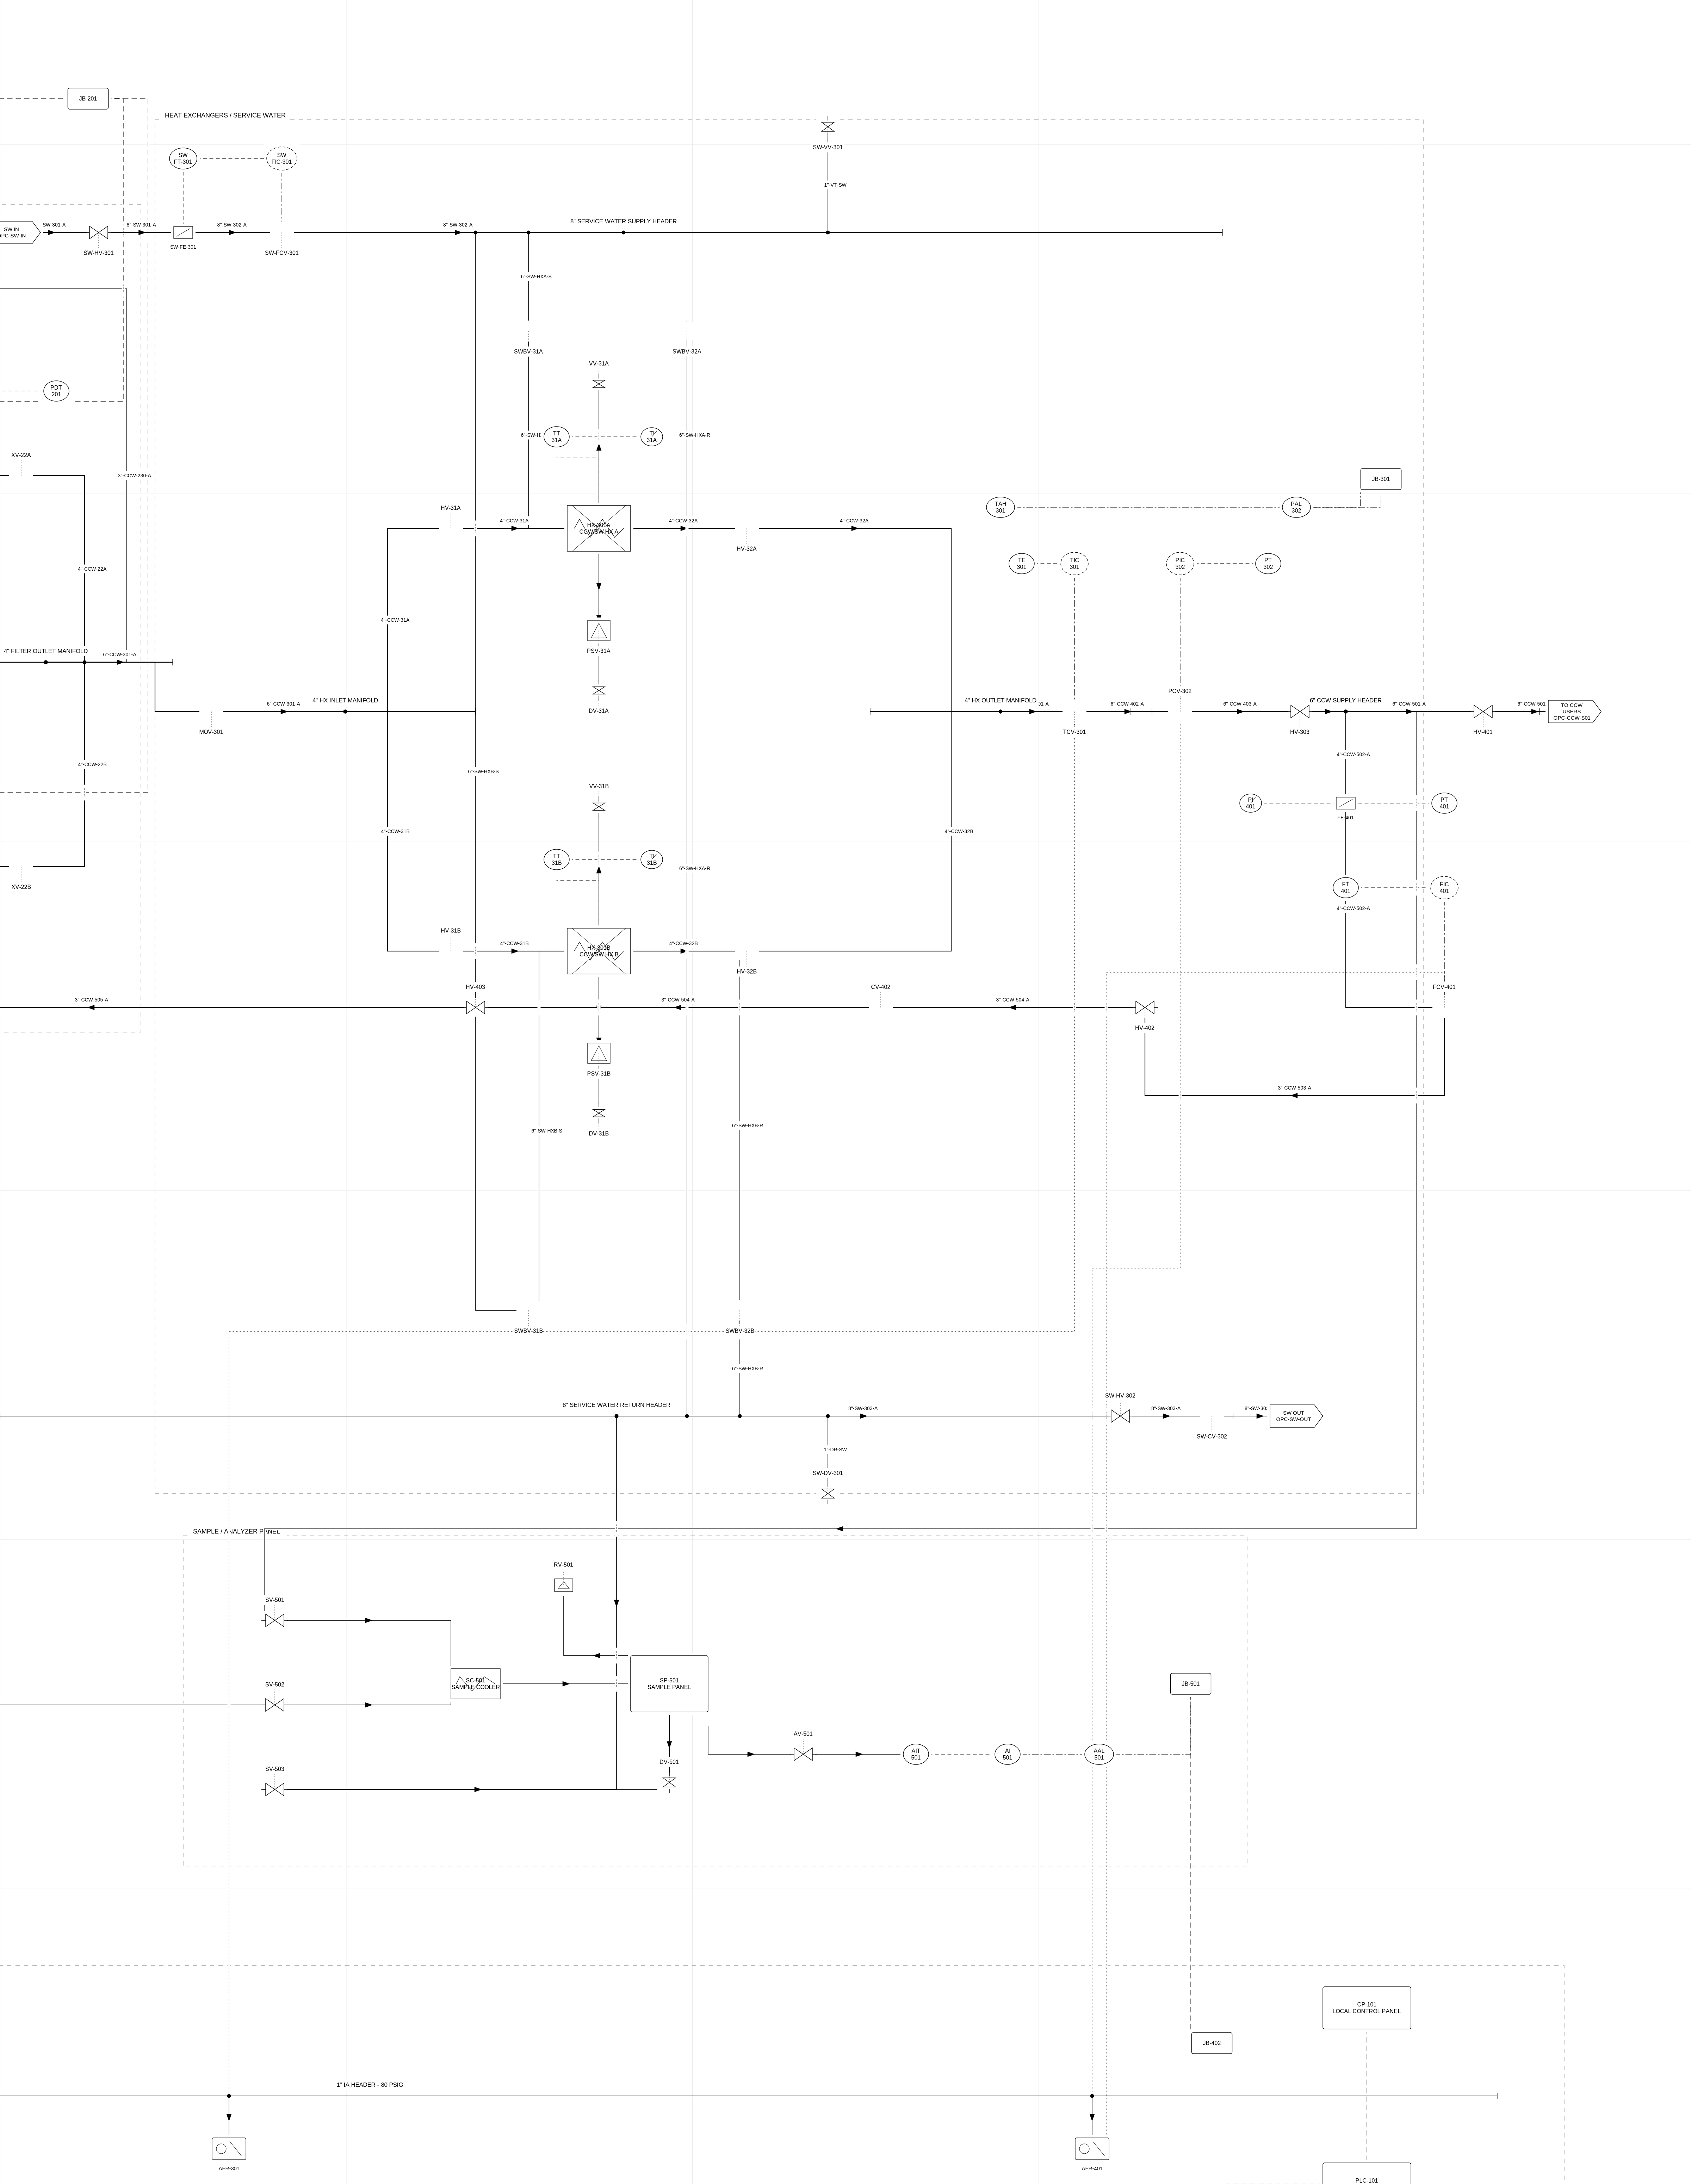 JB-201
HEAT EXCHANGERS / SERVICE WATER
SW-VV-301
1"-VT-SW
SW
FT-301
SW
FIC-301
SW IN
SW-301-A
8"-SW-301-A
8"-SW-302-A
8"-SW-302-A
8" SERVICE WATER SUPPLY HEADER
SW-HV-301
SW-FE-301
SW-FCV-301
6"-SW-HXA-S
SWBV-31A
SWBV-32A
VV-31A
PDT
201
6"-SW-H
TT
31A
31A
6"-SW-HXA-R
XV-22A
3"-CCW-230-A
JB-301
TAH
301
PAL
302
HV-31A
4"-CCW-31A
HX-301A
CCW/SW HX A
4"-CCW-32A
HV-32A
4"-CCW-32A
TE
301
TIC
301
PIC
302
PT
302
4"-CCW-22A
4"-CCW-31A
4" FILTER OUTLET MANIFOLD
6"-CCW-301-A
PSV-31A
DV-31A
6"-CCW-301-A
4" HX INLET MANIFOLD
MOV-301
4" HX OUTLET MANIFOLD
TCV-301
6"-CCW-402-A
PCV-302
6"-CCW-403-A
HV-303
6" CCW SUPPLY HEADER
6"-CCW-501-A
HV-401
6"-CCW-501
TO CCW
USERS
OPC-CCW-S01
4"-CCW-502-A
4"-CCW-22B
6"-SW-HXB-S
VV-31B
401
FE-401
PT
401
4"-CCW-31B
4"-CCW-32B
TT
31B
31B
6"-SW-HXA-R
XV-22B
FT
401
FIC
401
4"-CCW-502-A
HV-31B
4"-CCW-31B
HX-301B
CCW/SW HX B
4"-CCW-32B
HV-32B
HV-403
3"-CCW-505-A
3"-CCW-504-A
CV-402
3"-CCW-504-A
HV-402
FCV-401
PSV-31B
3"-CCW-503-A
6"-SW-HXB-S
DV-31B
6"-SW-HXB-R
SWBV-31B
SWBV-32B
6"-SW-HXB-R
8" SERVICE WATER RETURN HEADER
8"-SW-303-A
SW-HV-302
8"-SW-303-A
SW-CV-302
SW OUT
OPC-SW-OUT
1"-DR-SW
SW-DV-301
RV-501
SV-501
SC-501
SAMPLE COOLER
SP-501
SAMPLE PANEL
SV-502
JB-501
AV-501
AIT
501
AI
501
AAL
501
DV-501
SV-503
CP-101
LOCAL CONTROL PANEL
JB-402
1" IA HEADER - 80 PSIG
AFR-301
AFR-401
PLC-101